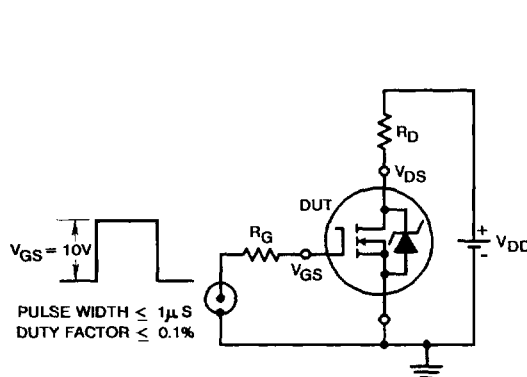 RD
VDS
DUT
RG
VGS = 10V
VGS
+
-
VDD
PULSE WIDTH ≤ 1μS
DUTY FACTOR ≤ 0.1%